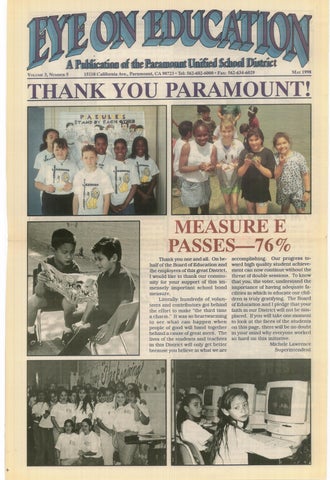 EYE ON EDUCATION
A Publication of the Paramount Unified School District
VOLUME 3, NUMBER 5 15110 California Ave., Paramount, CA 90723 • Tel: 562-602-6000 • Fax: 562-634-6029 MAY 1998
THANK YOU PARAMOUNT!
STAND BY EACH OTHER
MEASURE E
PASSES—76%
Thank you one and all. On be-
half of the Board of Education and
the employees of this great District,
I would like to thank our commu-
nity for your support of this im-
mensely important school bond
measure.
Literally hundreds of volun-
teers and contributors got behind
the effort to make "the third time
a charm." It was so heartwarming
to see what can happen when
people of good will band together
behind a cause of great merit. The
lives of the students and teachers
in this District will only get better
because you believe in what we are
accomplishing. Our progress to-
ward high quality student achieve-
ment can now continue without the
threat of double sessions. To know
that you, the voter, understand the
importance of having adequate fa-
cilities in which to educate our chil-
dren is truly gratifying. The Board
of Education and I pledge that your
faith in our District will not be mis-
placed. If you will take one moment
to look at the faces of the students
on this page, there will be no doubt
in your mind why everyone worked
so hard on this initiative.
Michele Lawrence
Superintendent